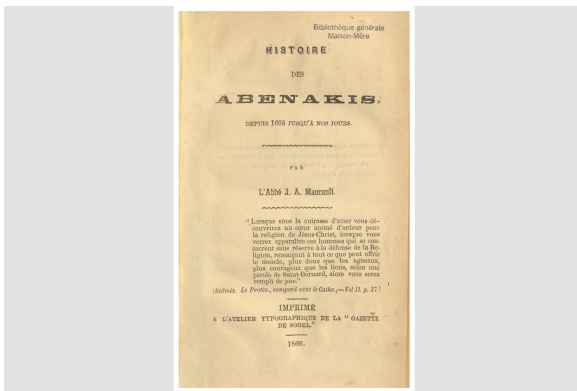 Bibliothèque générale
Maison-Mère
HISTOIRE
DES
ABENAKIS,
DEPUIS 1605 JUSQU'À NOS JOURS.
PAR
L'Abbé J. A. Maurault.
"Lorsque sous la cuirasse d'acier vous dé-
couvrirez un cœur animé d'ardeur pour
la religion de Jésus-Christ, lorsque vous
verrez apparaître ces hommes qui se con-
sacrent sans réserve à la défense de la Re-
ligion, renonçant à tout ce que peut offrir
le monde, plus doux que les agneaux,
plus courageux que les lions, selon une
parole de Saint-Bernard, alors vous serez
rempli de joie."
(Balmès. Le Protes., comparé avec le Catho.,—Vol II. p. 27.)
IMPRIMÉ
A L'ATELIER TYPOGRAPHIQUE DE LA "GAZETTE
DE SOREL."
1866.